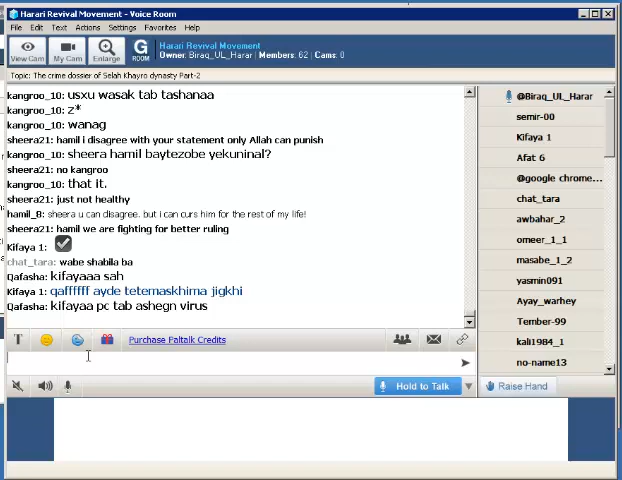 Harari Revival Movement - Voice Room
File Edit Text Actions Settings Favorites Help
View Cam
My Cam
Enlarge
G
ROOM
Harari Revival Movement
Owner: Biraq_UL_Harar | Members: 62 | Cams: 0
Topic: The crime dossier of Selah Khayro dynasty Part-2
kangroo_10: usxu wasak tab tashanaa
kangroo_10: z*
kangroo_10: wanag
sheera21: hamil i disagree with your statement only Allah can punish
kangroo_10: sheera hamil baytezobe yekuninal?
sheera21: no kangroo
kangroo_10: that it.
sheera21: just not healthy
hamil_8: sheera u can disagree. but i can curs him for the rest of my life!
sheera21: hamil we are fighting for better ruling
Kifaya 1:
chat_tara: wabe shabila ba
Qafasha: kifayaaa sah
Kifaya 1: qaffffff ayde tetemaskhima jigkhi
Qafasha: kifayaa pc tab ashegn virus
T
Purchase Paltalk Credits
Hold to Talk
@Biraq_UL_Harar
semir-00
Kifaya 1
Afat 6
@google chrome...
chat_tara
awbahar_2
omeer_1_1
masabe_1_2
yasmin091
Ayay_warhey
Tember-99
kali1984_1
no-name13
Raise Hand